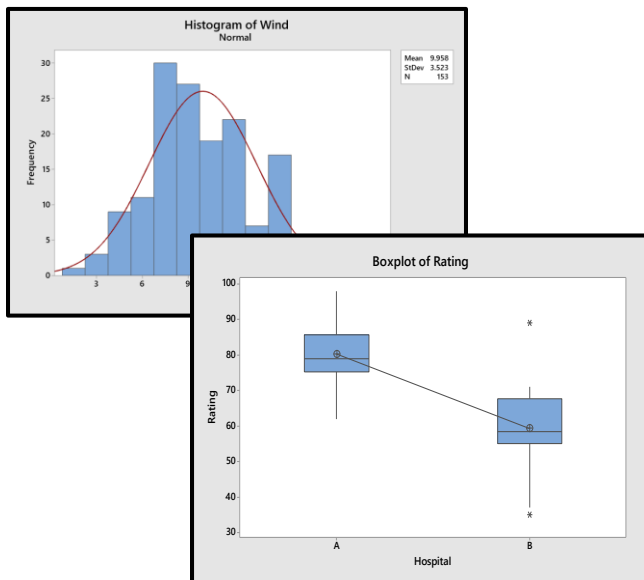 Histogram of Wind
Normal
Mean 9.958
StDev 3.523
N 153
Frequency
30
25
20
15
10
5
0
3
6
9
Boxplot of Rating
Rating
100
90
80
70
60
50
40
30
A
B
Hospital